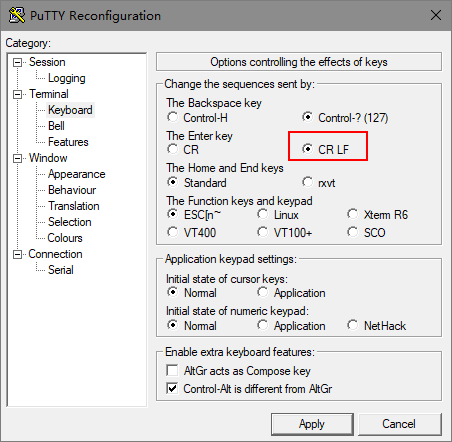 PuTTY Reconfiguration
Category:
Session
Logging
Terminal
Keyboard
Bell
Features
Window
Appearance
Behaviour
Translation
Selection
Colours
Connection
Serial
Options controlling the effects of keys
Change the sequences sent by:
The Backspace key
Control-H Control-? (127)
The Enter key
CR CR LF
The Home and End keys
Standard rxvt
The Function keys and keypad
ESC[n~ Linux Xterm R6
VT400 VT100+ SCO
Application keypad settings:
Initial state of cursor keys:
Normal Application
Initial state of numeric keypad:
Normal Application NetHack
Enable extra keyboard features:
AltGr acts as Compose key
Control-Alt is different from AltGr
Apply Cancel